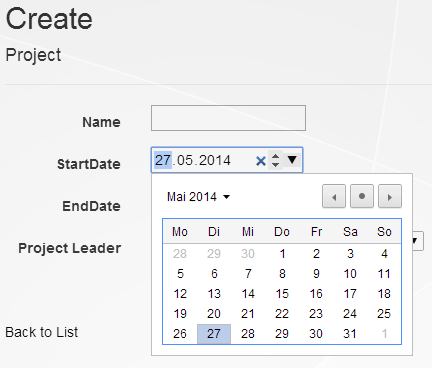 Create
Project
Name
StartDate 27.05.2014
EndDate
Mai 2014
Project Leader
Mo Di Mi Do Fr Sa So
28 29 30 1 2 3 4
5 6 7 8 9 10 11
12 13 14 15 16 17 18
19 20 21 22 23 24 25
26 27 28 29 30 31 1
Back to List